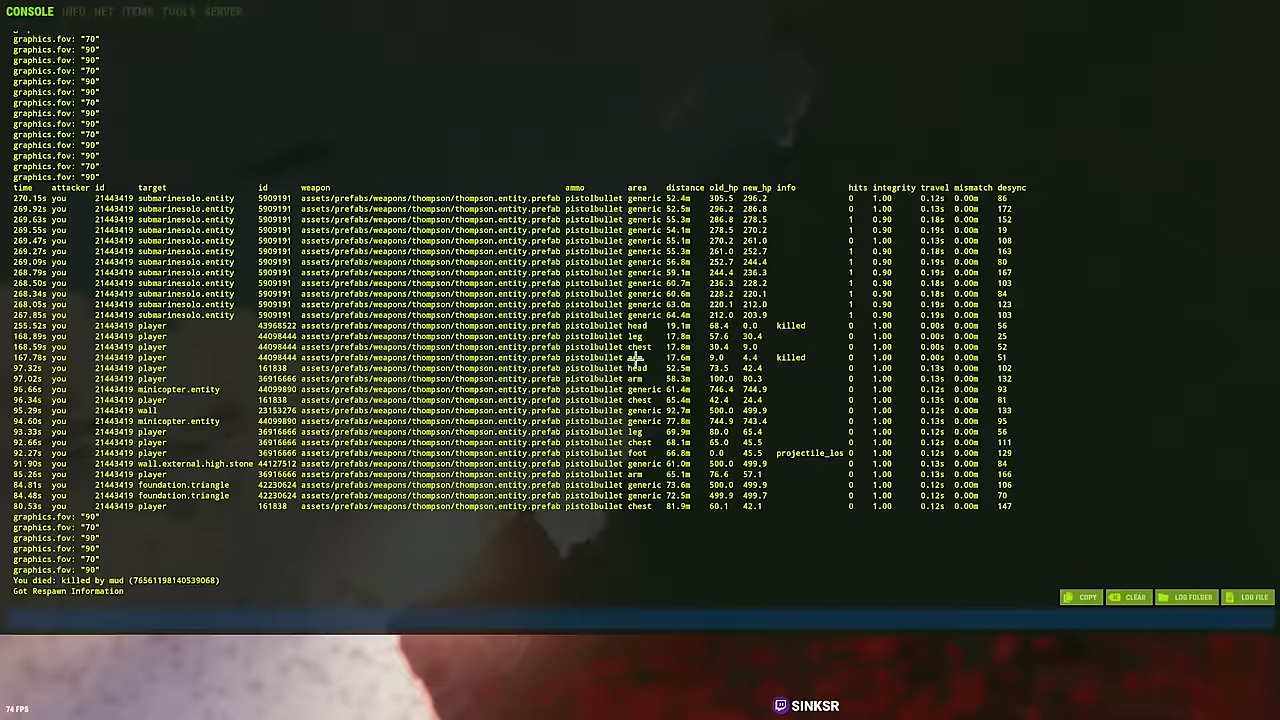 CONSOLE INFO NET ITEMS TOOLS SERVER
graphics.fov: "70"
graphics.fov: "90"
graphics.fov: "90"
graphics.fov: "70"
graphics.fov: "90"
graphics.fov: "90"
graphics.fov: "70"
graphics.fov: "90"
graphics.fov: "90"
graphics.fov: "70"
graphics.fov: "90"
graphics.fov: "90"
graphics.fov: "70"
graphics.fov: "90"
time attacker id target id weapon ammo area distance old_hp new_hp info hits integrity travel mismatch desync
270.15s you 21443419 submarinesolo.entity 5909191 assets/prefabs/weapons/thompson/thompson.entity.prefab pistolbullet generic 52.4m 305.5 296.2 0 1.00 0.12s 0.00m 86
269.92s you 21443419 submarinesolo.entity 5909191 assets/prefabs/weapons/thompson/thompson.entity.prefab pistolbullet generic 52.5m 296.2 286.8 0 1.00 0.13s 0.00m 172
269.63s you 21443419 submarinesolo.entity 5909191 assets/prefabs/weapons/thompson/thompson.entity.prefab pistolbullet generic 55.3m 286.8 278.5 1 0.90 0.18s 0.00m 152
269.55s you 21443419 submarinesolo.entity 5909191 assets/prefabs/weapons/thompson/thompson.entity.prefab pistolbullet generic 54.1m 278.5 270.2 1 0.90 0.19s 0.00m 19
269.47s you 21443419 submarinesolo.entity 5909191 assets/prefabs/weapons/thompson/thompson.entity.prefab pistolbullet generic 55.1m 270.2 261.0 0 1.00 0.13s 0.00m 108
269.27s you 21443419 submarinesolo.entity 5909191 assets/prefabs/weapons/thompson/thompson.entity.prefab pistolbullet generic 55.3m 261.0 252.7 1 0.90 0.18s 0.00m 163
269.09s you 21443419 submarinesolo.entity 5909191 assets/prefabs/weapons/thompson/thompson.entity.prefab pistolbullet generic 56.8m 252.7 244.4 1 0.90 0.19s 0.00m 80
268.79s you 21443419 submarinesolo.entity 5909191 assets/prefabs/weapons/thompson/thompson.entity.prefab pistolbullet generic 59.1m 244.4 236.3 1 0.90 0.19s 0.00m 167
268.50s you 21443419 submarinesolo.entity 5909191 assets/prefabs/weapons/thompson/thompson.entity.prefab pistolbullet generic 60.7m 236.3 228.2 1 0.90 0.18s 0.00m 103
268.34s you 21443419 submarinesolo.entity 5909191 assets/prefabs/weapons/thompson/thompson.entity.prefab pistolbullet generic 60.6m 228.2 220.1 1 0.90 0.18s 0.00m 84
268.05s you 21443419 submarinesolo.entity 5909191 assets/prefabs/weapons/thompson/thompson.entity.prefab pistolbullet generic 63.0m 220.1 212.0 1 0.90 0.19s 0.00m 123
267.85s you 21443419 submarinesolo.entity 5909191 assets/prefabs/weapons/thompson/thompson.entity.prefab pistolbullet generic 64.4m 212.0 203.9 1 0.90 0.19s 0.00m 103
255.52s you 21443419 player 43968522 assets/prefabs/weapons/thompson/thompson.entity.prefab pistolbullet head 19.1m 68.4 0.0 killed 0 1.00 0.00s 0.00m 56
168.89s you 21443419 player 44098444 assets/prefabs/weapons/thompson/thompson.entity.prefab pistolbullet leg 17.8m 57.6 30.4 0 1.00 0.00s 0.00m 25
168.59s you 21443419 player 44098444 assets/prefabs/weapons/thompson/thompson.entity.prefab pistolbullet chest 17.8m 30.4 9.0 0 1.00 0.00s 0.00m 52
167.78s you 21443419 player 44098444 assets/prefabs/weapons/thompson/thompson.entity.prefab pistolbullet 17.6m 9.0 4.4 killed 0 1.00 0.00s 0.00m 51
97.32s you 21443419 player 161838 assets/prefabs/weapons/thompson/thompson.entity.prefab pistolbullet head 52.5m 73.5 42.4 0 1.00 0.13s 0.00m 102
97.02s you 21443419 player 36916666 assets/prefabs/weapons/thompson/thompson.entity.prefab pistolbullet arm 58.3m 100.0 80.3 0 1.00 0.13s 0.00m 132
96.66s you 21443419 minicopter.entity 44099890 assets/prefabs/weapons/thompson/thompson.entity.prefab pistolbullet generic 61.4m 746.4 744.9 0 1.00 0.12s 0.00m 93
96.34s you 21443419 player 161838 assets/prefabs/weapons/thompson/thompson.entity.prefab pistolbullet chest 65.4m 42.4 24.4 0 1.00 0.13s 0.00m 81
95.29s you 21443419 wall 23153276 assets/prefabs/weapons/thompson/thompson.entity.prefab pistolbullet generic 92.7m 500.0 499.9 0 1.00 0.12s 0.00m 133
94.60s you 21443419 minicopter.entity 44099890 assets/prefabs/weapons/thompson/thompson.entity.prefab pistolbullet generic 77.8m 744.9 743.4 0 1.00 0.13s 0.00m 95
93.33s you 21443419 player 36916666 assets/prefabs/weapons/thompson/thompson.entity.prefab pistolbullet leg 69.9m 80.0 65.4 0 1.00 0.12s 0.00m 56
92.66s you 21443419 player 36916666 assets/prefabs/weapons/thompson/thompson.entity.prefab pistolbullet chest 68.1m 65.0 45.5 0 1.00 0.12s 0.00m 111
92.27s you 21443419 player 36916666 assets/prefabs/weapons/thompson/thompson.entity.prefab pistolbullet foot 66.8m 0.0 45.5 projectile_los 0 1.00 0.12s 0.00m 129
91.90s you 21443419 wall.external.high.stone 44127512 assets/prefabs/weapons/thompson/thompson.entity.prefab pistolbullet generic 61.0m 500.0 499.9 0 1.00 0.13s 0.00m 84
85.26s you 21443419 player 36916666 assets/prefabs/weapons/thompson/thompson.entity.prefab pistolbullet arm 65.1m 76.6 57.1 0 1.00 0.13s 0.00m 166
84.81s you 21443419 foundation.triangle 42230624 assets/prefabs/weapons/thompson/thompson.entity.prefab pistolbullet generic 73.6m 500.0 499.9 0 1.00 0.12s 0.00m 106
84.48s you 21443419 foundation.triangle 42230624 assets/prefabs/weapons/thompson/thompson.entity.prefab pistolbullet generic 72.5m 499.9 499.7 0 1.00 0.12s 0.00m 70
80.53s you 21443419 player 161838 assets/prefabs/weapons/thompson/thompson.entity.prefab pistolbullet chest 81.9m 60.1 42.1 0 1.00 0.12s 0.00m 147
graphics.fov: "90"
graphics.fov: "70"
graphics.fov: "90"
graphics.fov: "90"
graphics.fov: "70"
graphics.fov: "90"
You died: killed by mud (76561198140539068)
Got Respawn Information
COPY CLEAR LOG FOLDER LOG FILE
74 FPS
SINKSR